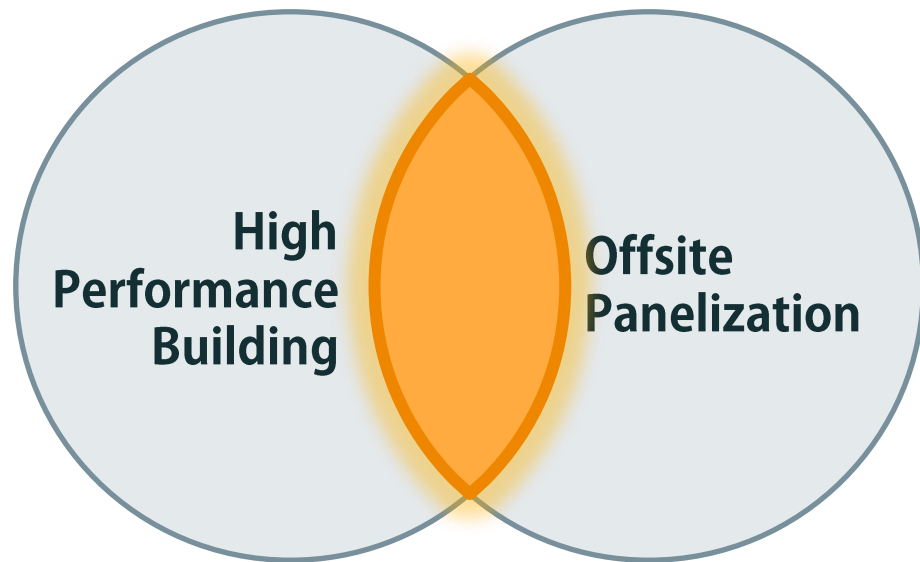 High
Performance
Building
Offsite
Panelization